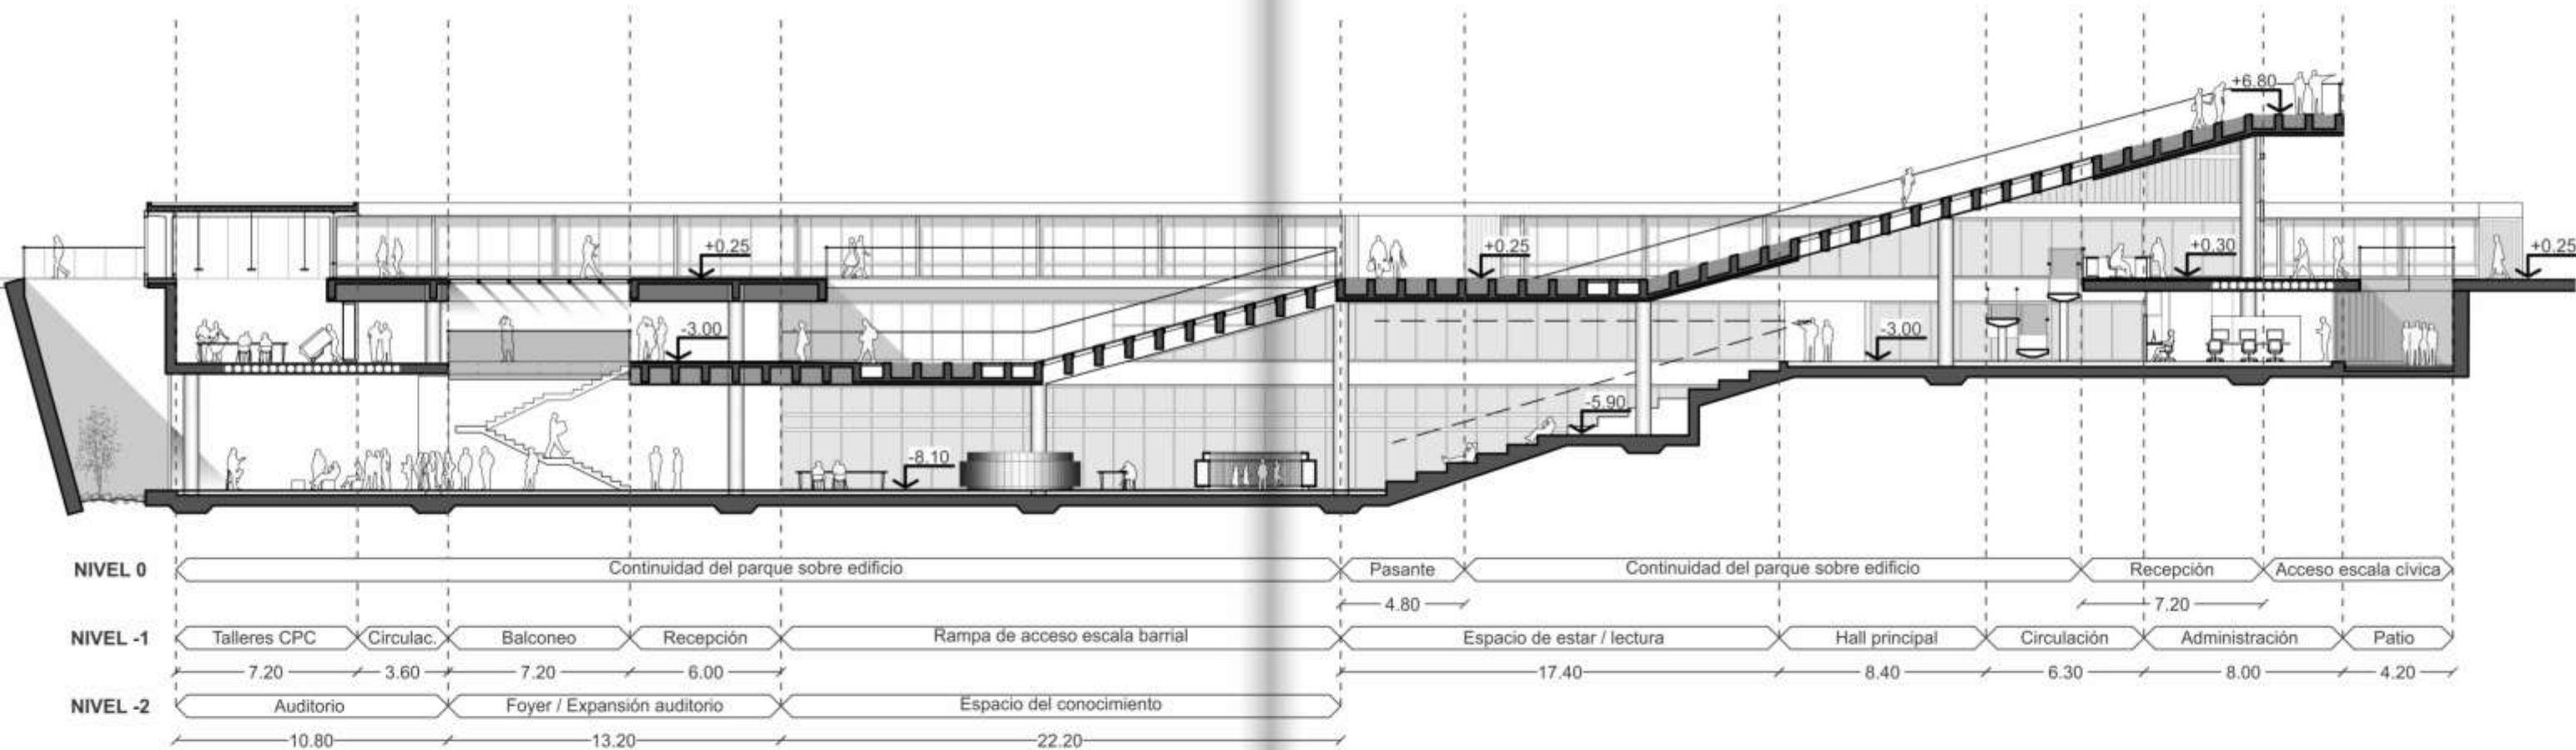 +6.80
+0.25
+0.25
+0.30
+0.25
-3.00
-3.00
-5.90
-8.10
NIVEL 0
Continuidad del parque sobre edificio
Pasante
Continuidad del parque sobre edificio
Recepción
Acceso escala cívica
4.80
7.20
NIVEL -1
Talleres CPC
Circulac.
Balconeo
Recepción
Rampa de acceso escala barrial
Espacio de estar / lectura
Hall principal
Circulación
Administración
Patio
7.20
3.60
7.20
6.00
17.40
8.40
6.30
8.00
4.20
NIVEL -2
Auditorio
Foyer / Expansión auditorio
Espacio del conocimiento
10.80
13.20
22.20